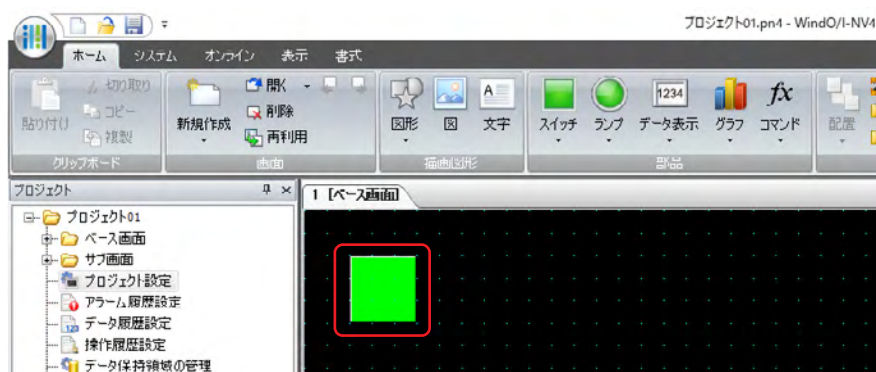 プロジェクト01.pn4 - WindO/I-NV4
ホーム システム オンライン 表示 書式
貼り付け 切り取り コピー 複製
クリップボード
新規作成 開く 削除 再利用
画面
図形 図 文字
描画図形
スイッチ ランプ 1234 データ表示 グラフ fx コマンド
部品
配置
プロジェクト
1 [ベース画面]
プロジェクト01
ベース画面
サブ画面
プロジェクト設定
アラーム履歴設定
データ履歴設定
操作履歴設定
データ保持領域の管理